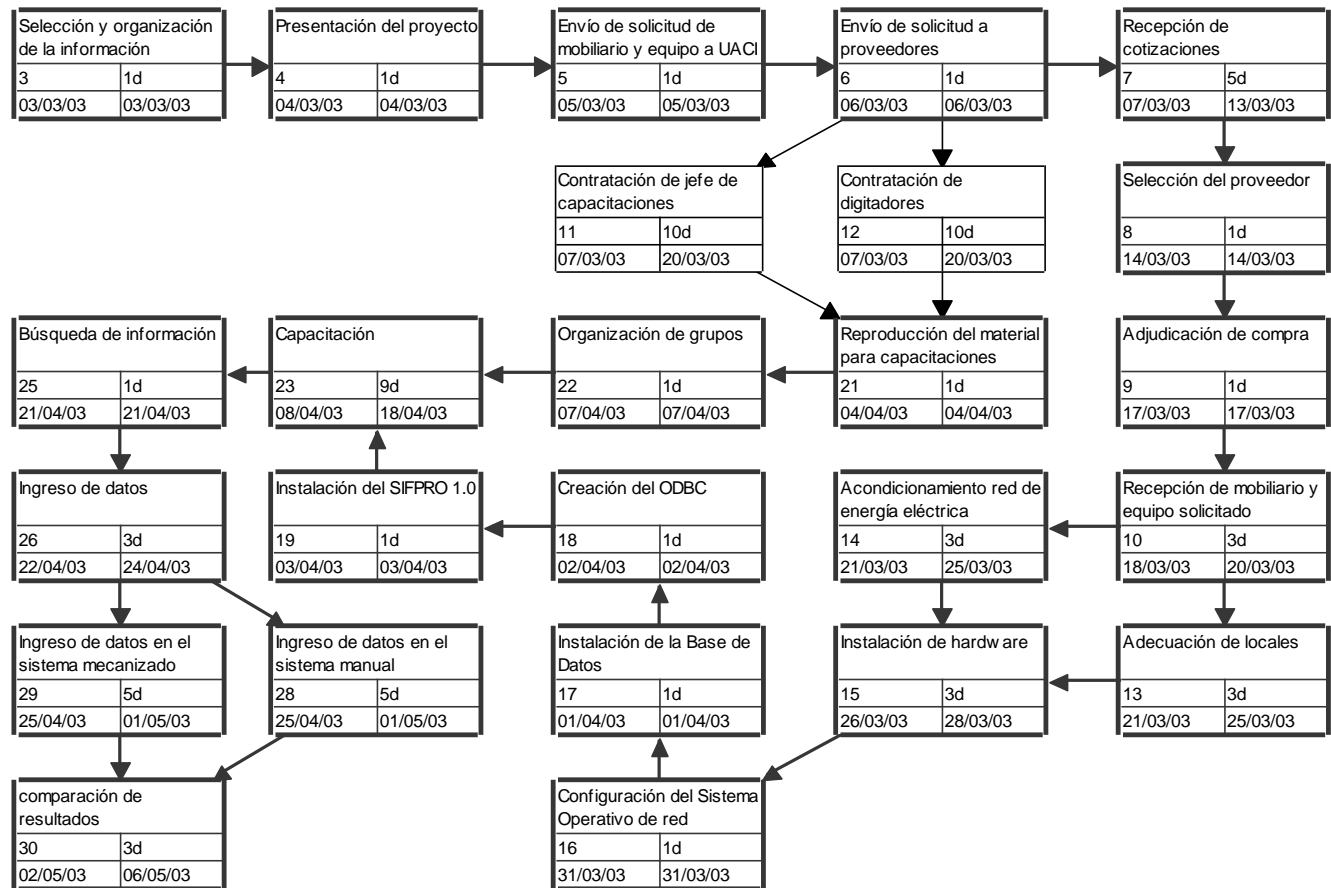 Selección y organización
de la información
3 1d
03/03/03 03/03/03
Presentación del proyecto
4 1d
04/03/03 04/03/03
Envío de solicitud de
mobiliario y equipo a UACI
5 1d
05/03/03 05/03/03
Envío de solicitud a
proveedores
6 1d
06/03/03 06/03/03
Recepción de
cotizaciones
7 5d
07/03/03 13/03/03
Contratación de jefe de
capacitaciones
11 10d
07/03/03 20/03/03
Contratación de
digitadores
12 10d
07/03/03 20/03/03
Selección del proveedor
8 1d
14/03/03 14/03/03
Búsqueda de información
25 1d
21/04/03 21/04/03
Capacitación
23 9d
08/04/03 18/04/03
Organización de grupos
22 1d
07/04/03 07/04/03
Reproducción del material
para capacitaciones
21 1d
04/04/03 04/04/03
Adjudicación de compra
9 1d
17/03/03 17/03/03
Ingreso de datos
26 3d
22/04/03 24/04/03
Instalación del SIFPRO 1.0
19 1d
03/04/03 03/04/03
Creación del ODBC
18 1d
02/04/03 02/04/03
Acondicionamiento red de
energía eléctrica
14 3d
21/03/03 25/03/03
Recepción de mobiliario y
equipo solicitado
10 3d
18/03/03 20/03/03
Ingreso de datos en el
sistema mecanizado
29 5d
25/04/03 01/05/03
Ingreso de datos en el
sistema manual
28 5d
25/04/03 01/05/03
Instalación de la Base de
Datos
17 1d
01/04/03 01/04/03
Instalación de hardware
15 3d
26/03/03 28/03/03
Adecuación de locales
13 3d
21/03/03 25/03/03
comparación de
resultados
30 3d
02/05/03 06/05/03
Configuración del Sistema
Operativo de red
16 1d
31/03/03 31/03/03